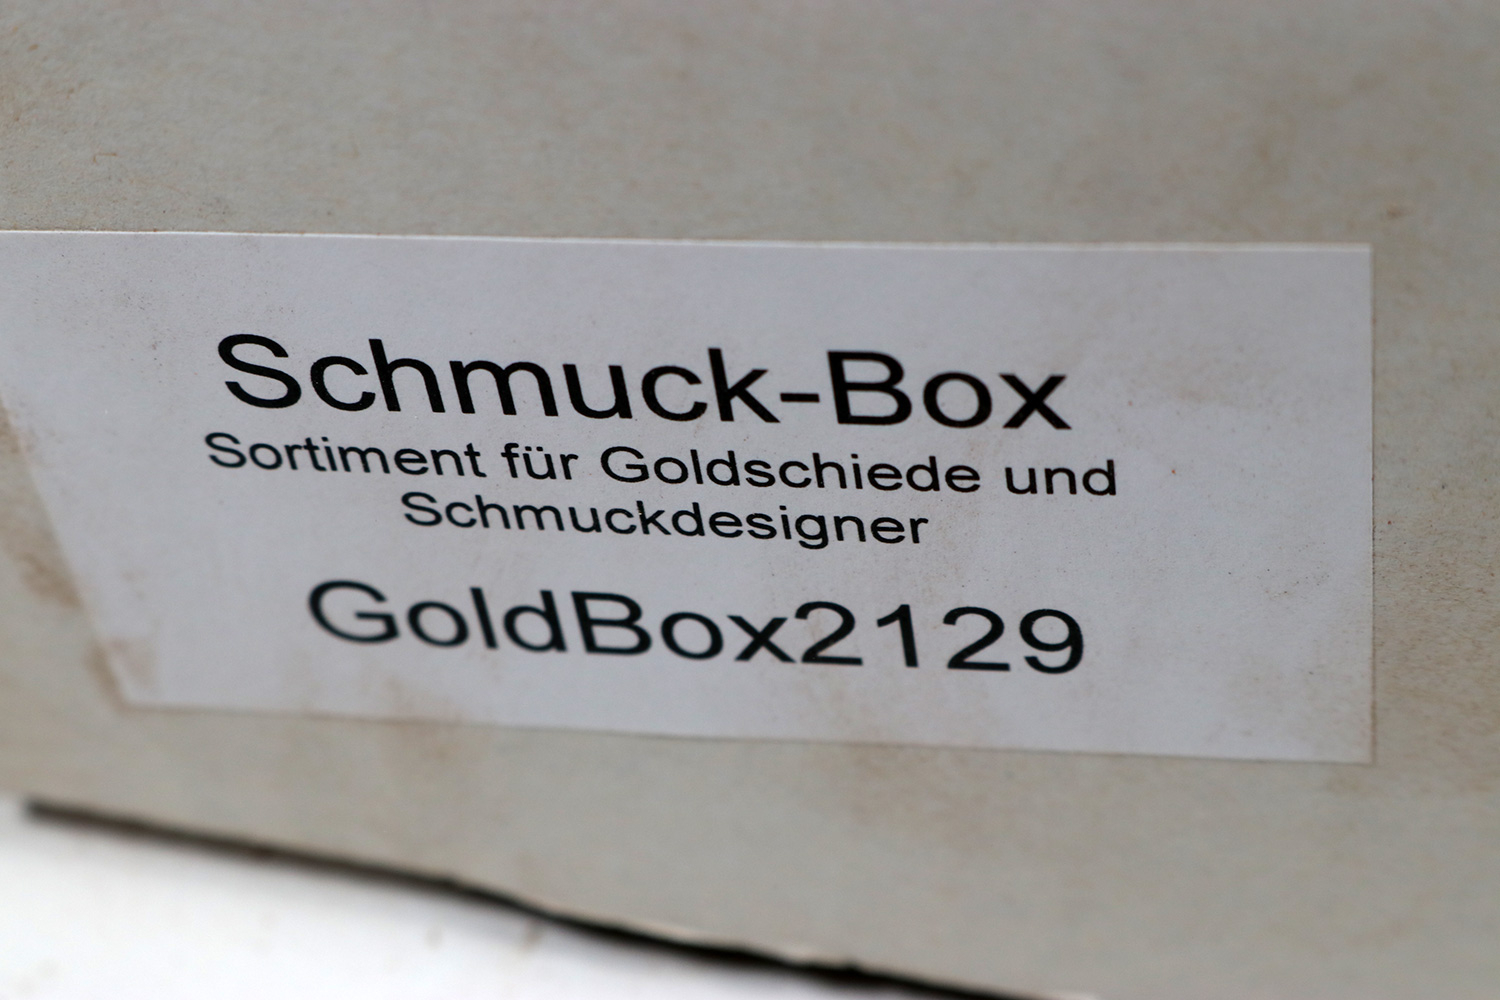 Schmuck-Box
Sortiment für Goldschiede und
Schmuckdesigner
GoldBox2129